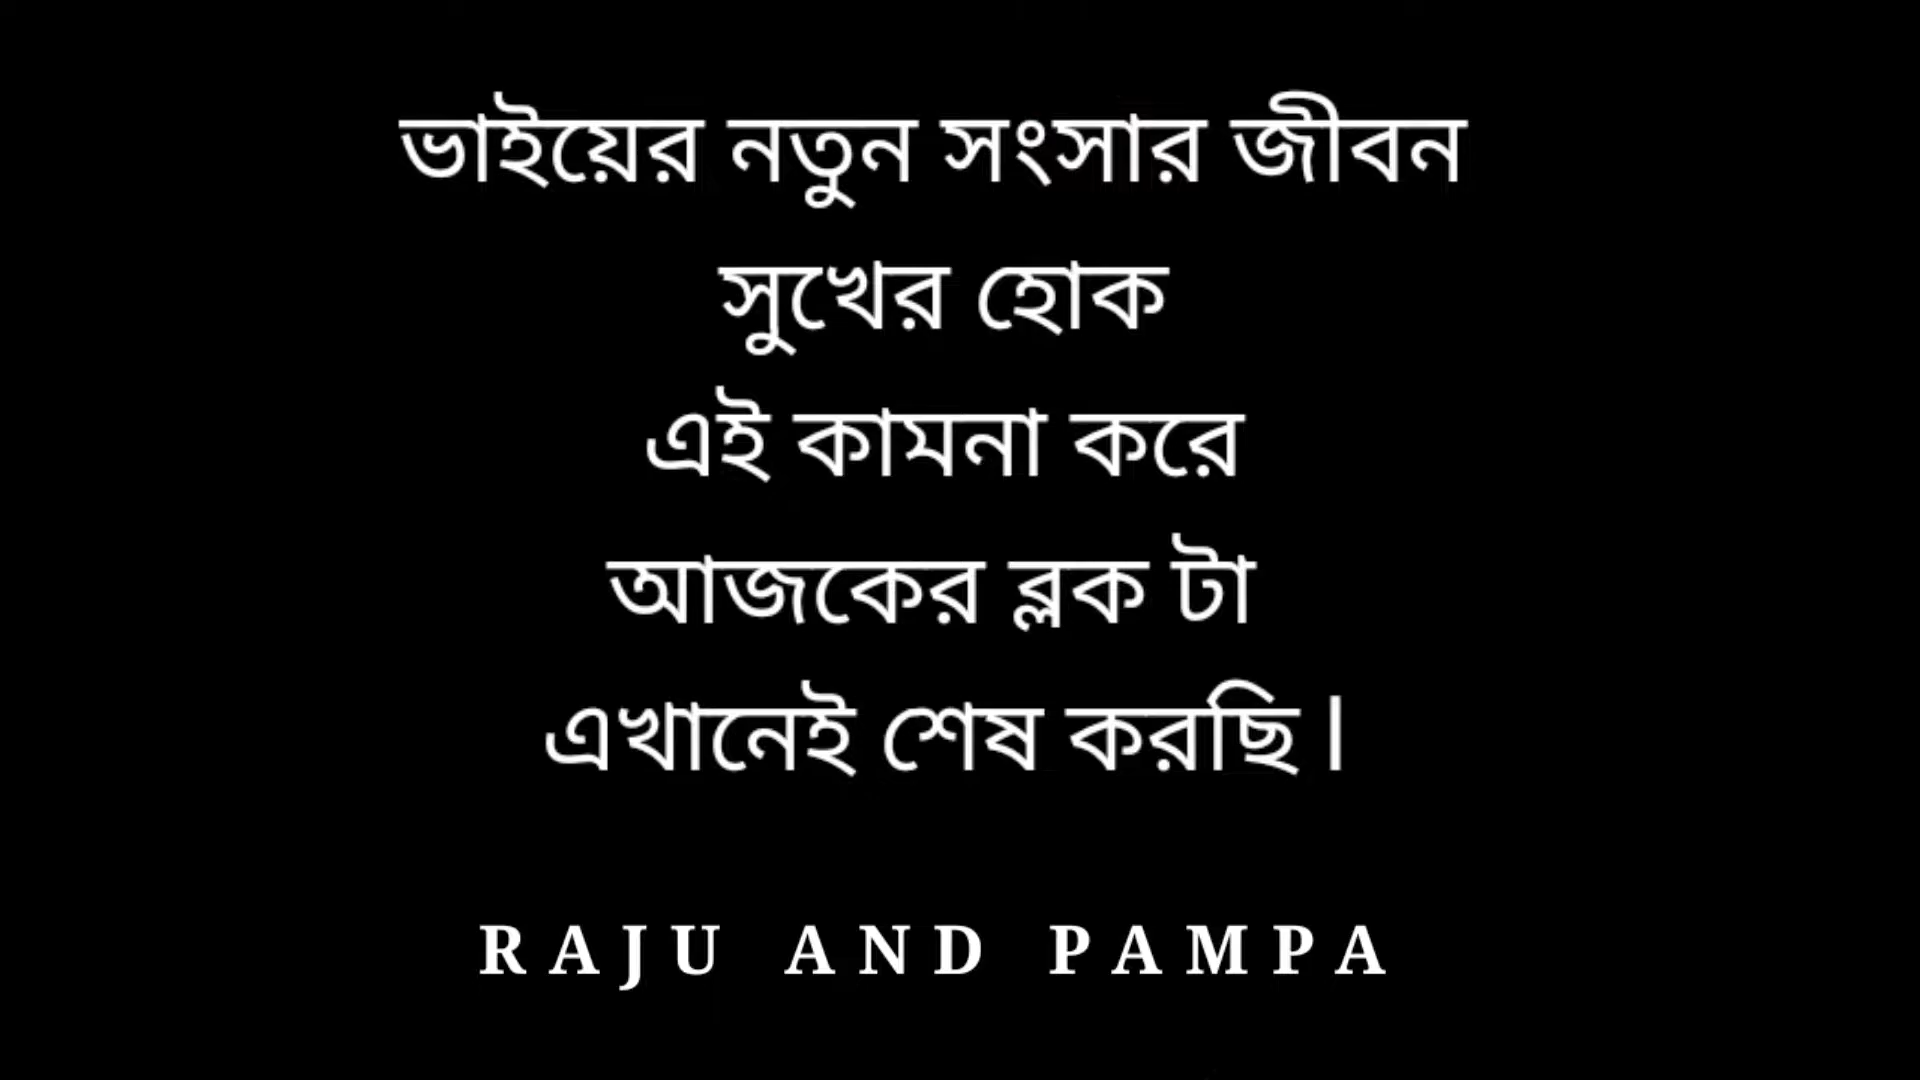 ভাইয়ের নতুন সংসার জীবন
সুখের হোক
এই কামনা করে
আজকের ব্লক টা
এখানেই শেষ করছি।
RAJU AND PAMPA